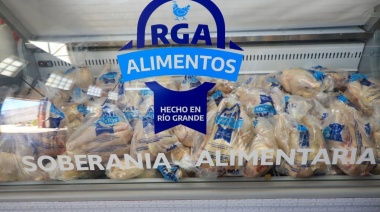 RGA
ALIMENTOS
HECHO EN
RÍO GRANDE
SOBERANIA ALIMENTARIA